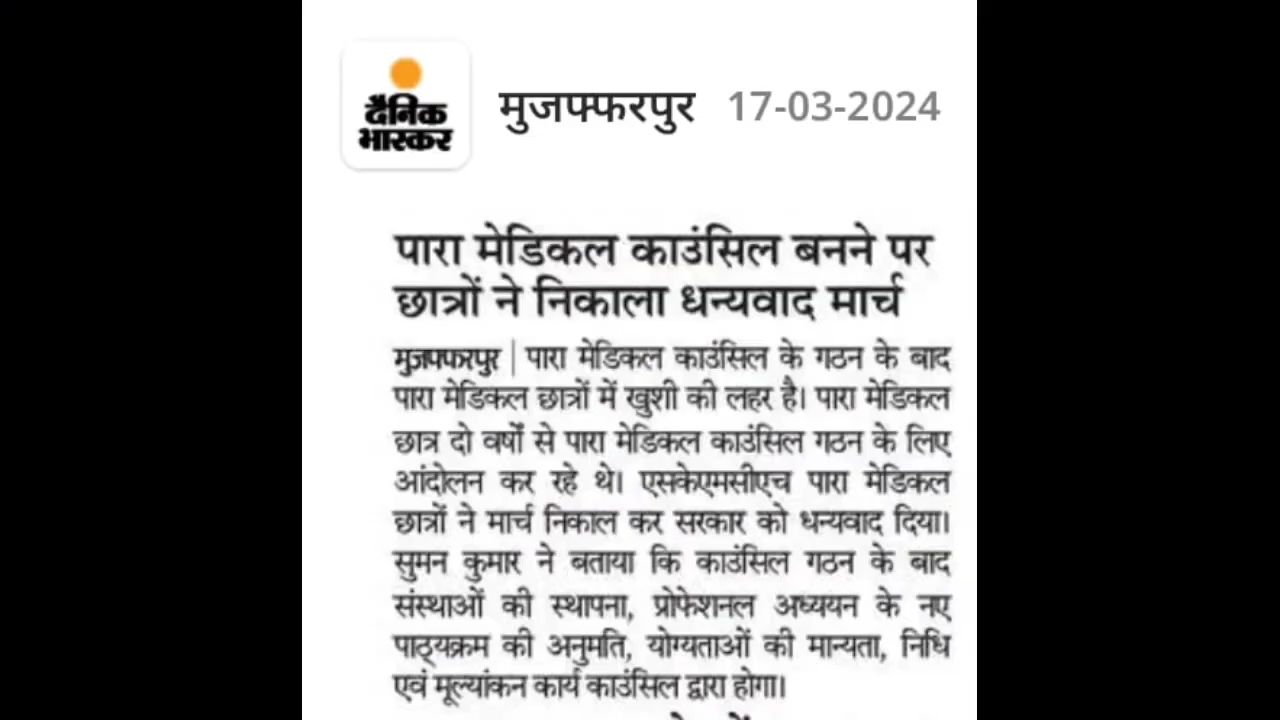 दैनिक
भास्कर
मुजफ्फरपुर 17-03-2024
पारा मेडिकल काउंसिल बनने पर
छात्रों ने निकाला धन्यवाद मार्च
मुजफ्फरपुर | पारा मेडिकल काउंसिल के गठन के बाद
पारा मेडिकल छात्रों में खुशी की लहर है। पारा मेडिकल
छात्र दो वर्षों से पारा मेडिकल काउंसिल गठन के लिए
आंदोलन कर रहे थे। एसकेएमसीएच पारा मेडिकल
छात्रों ने मार्च निकाल कर सरकार को धन्यवाद दिया।
सुमन कुमार ने बताया कि काउंसिल गठन के बाद
संस्थाओं की स्थापना, प्रोफेशनल अध्ययन के नए
पाठ्यक्रम की अनुमति, योग्यताओं की मान्यता, निधि
एवं मूल्यांकन कार्य काउंसिल द्वारा होगा।